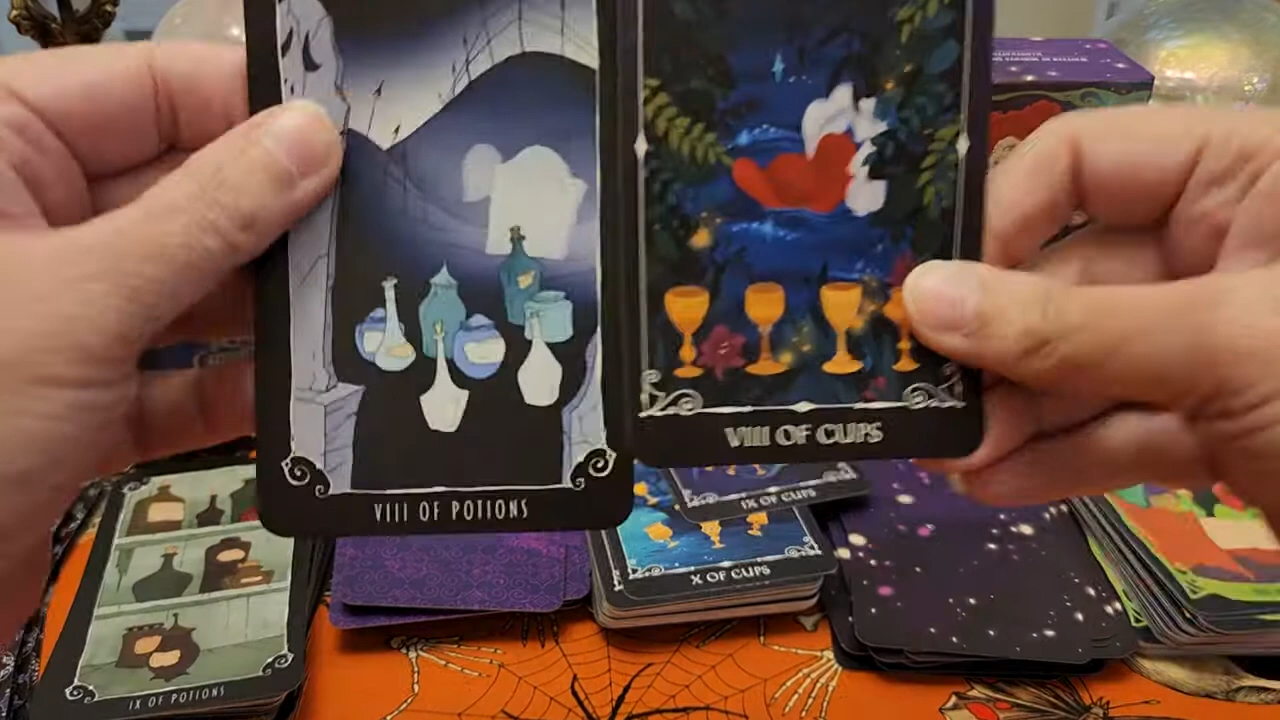 VIII OF POTIONS
VIII OF CUPS
IX OF CUPS
X OF CUPS
IX OF POTIONS